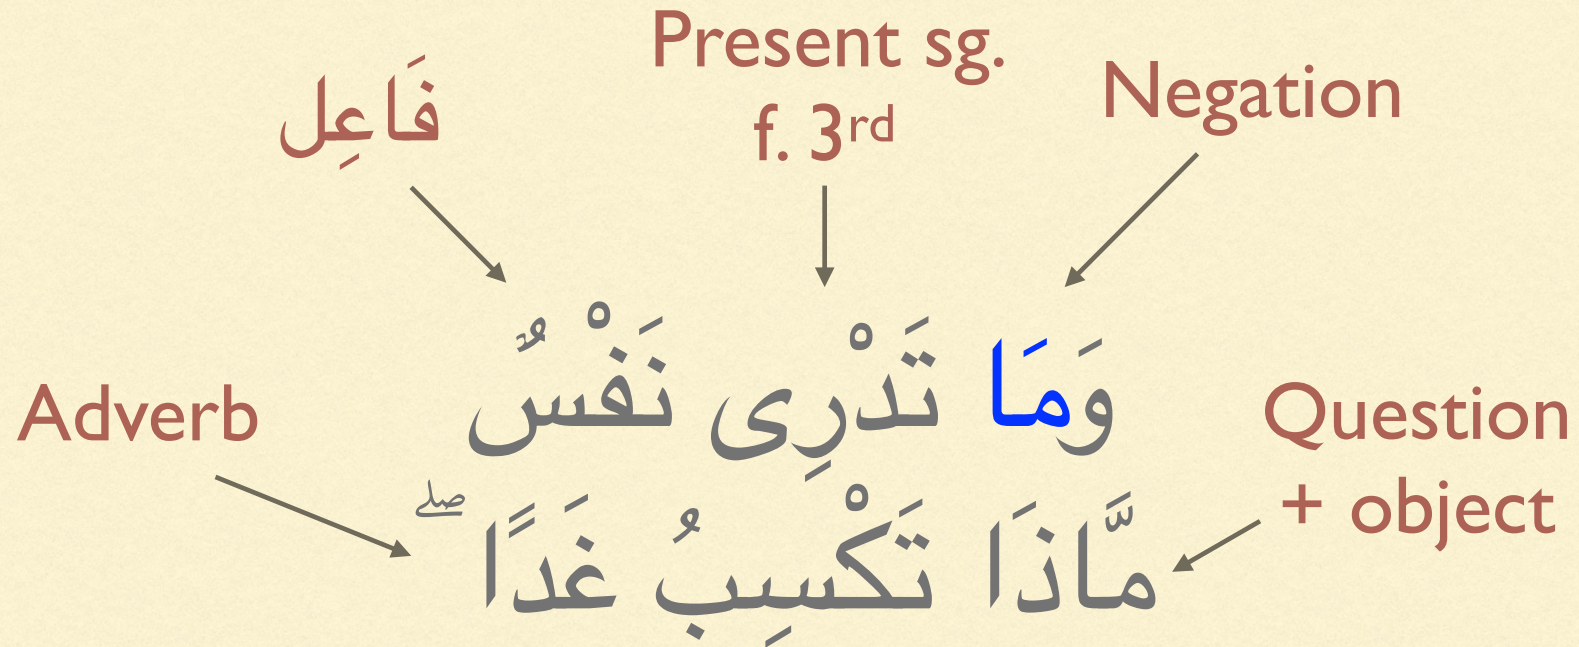 Present sg.
f. 3rd
Negation
فَاعِل
وَمَا تَدْرِى نَفْسٌ
Adverb
Question
+ object
مَّاذَا تَكْسِبُ غَدًا ۖ